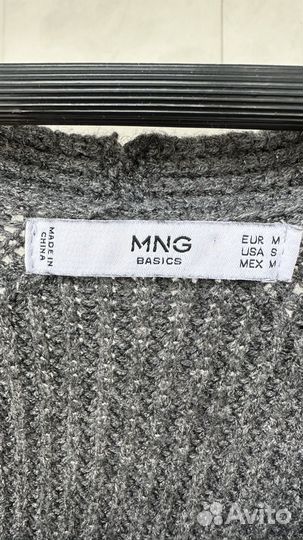 MADE IN
CHINA
MNG
BASICS
EUR M
USA S
MEX M
Avito